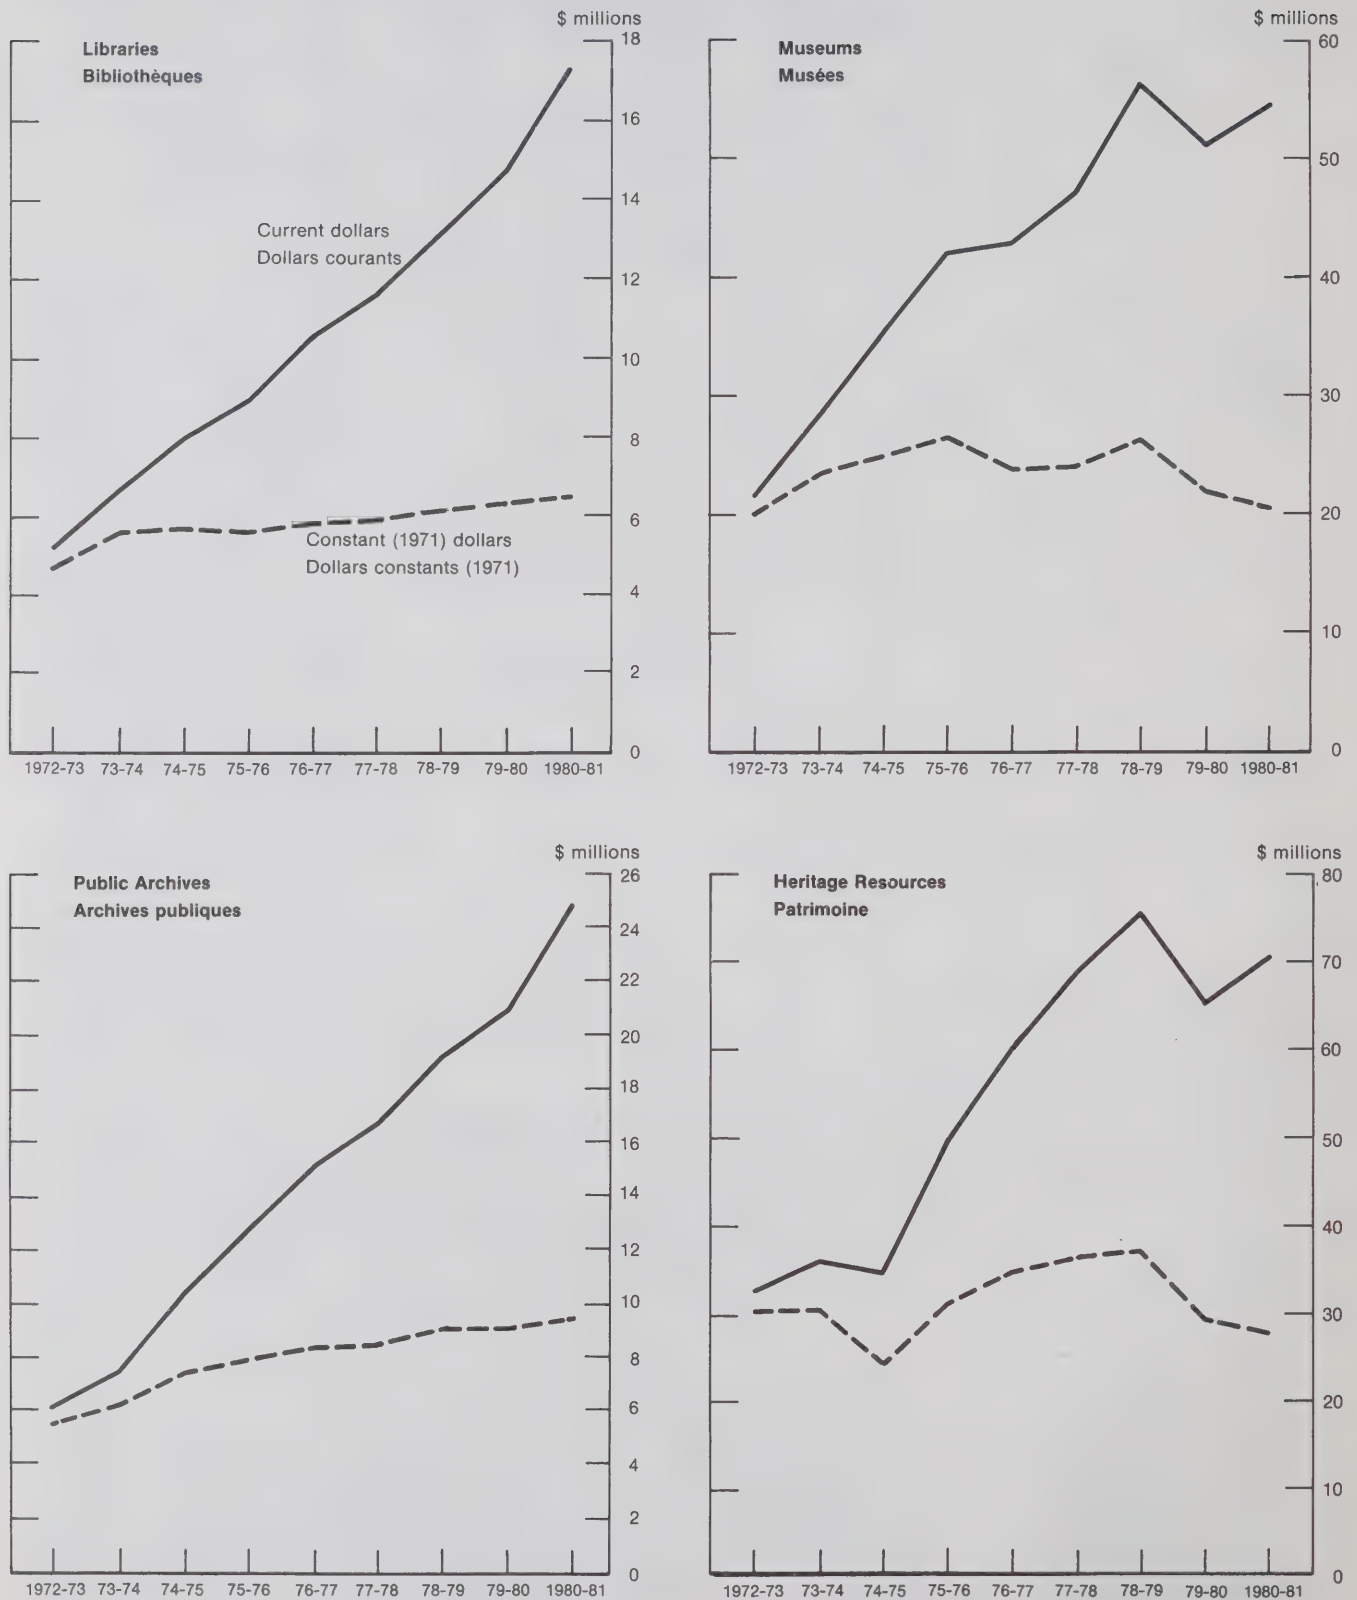 $ millions
Libraries
Bibliothèques
18
16
14
12
10
8
6
4
2
0
Current dollars
Dollars courants
Constant (1971) dollars
Dollars constants (1971)
1972-73 73-74 74-75 75-76 76-77 77-78 78-79 79-80 1980-81
$ millions
Museums
Musées
60
50
40
30
20
10
0
1972-73 73-74 74-75 75-76 76-77 77-78 78-79 79-80 1980-81
$ millions
Public Archives
Archives publiques
26
24
22
20
18
16
14
12
10
8
6
4
2
0
1972-73 73-74 74-75 75-76 76-77 77-78 78-79 79-80 1980-81
$ millions
Heritage Resources
Patrimoine
80
70
60
50
40
30
20
10
0
1972-73 73-74 74-75 75-76 76-77 77-78 78-79 79-80 1980-81